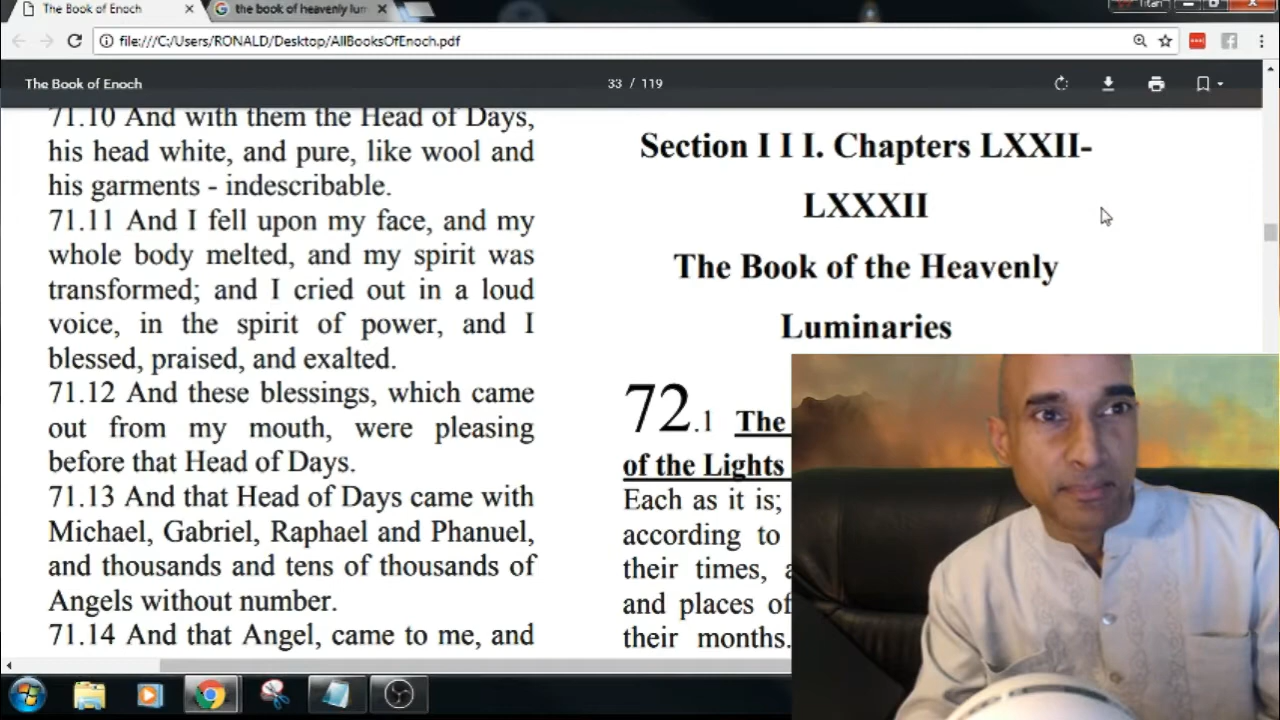 The Book of Enoch
the book of heavenly lum
Titan
file:///C:/Users/RONALD/Desktop/AllBooksOfEnoch.pdf
The Book of Enoch
33 / 119
71.10 And with them the Head of Days,
his head white, and pure, like wool and
his garments - indescribable.
71.11 And I fell upon my face, and my
whole body melted, and my spirit was
transformed; and I cried out in a loud
voice, in the spirit of power, and I
blessed, praised, and exalted.
71.12 And these blessings, which came
out from my mouth, were pleasing
before that Head of Days.
71.13 And that Head of Days came with
Michael, Gabriel, Raphael and Phanuel,
and thousands and tens of thousands of
Angels without number.
71.14 And that Angel, came to me, and
Section I I I. Chapters LXXII-
LXXXII
The Book of the Heavenly
Luminaries
72.1 The
of the Lights
Each as it is;
according to
their times, a
and places of
their months.